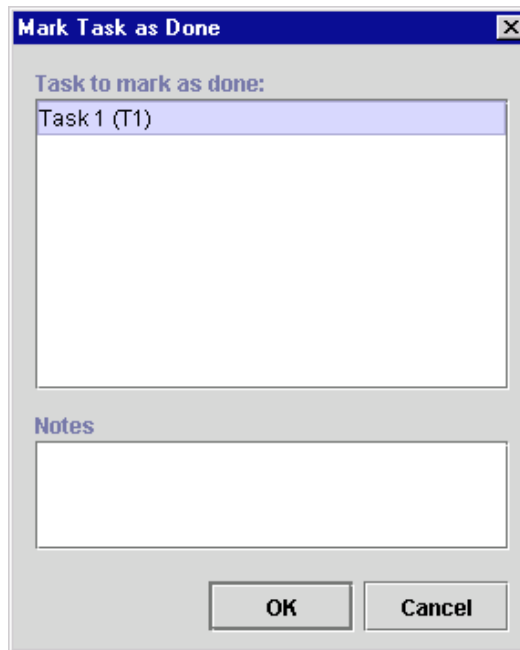 Mark Task as Done
Task to mark as done:
Task 1 (T1)
Notes
OK
Cancel